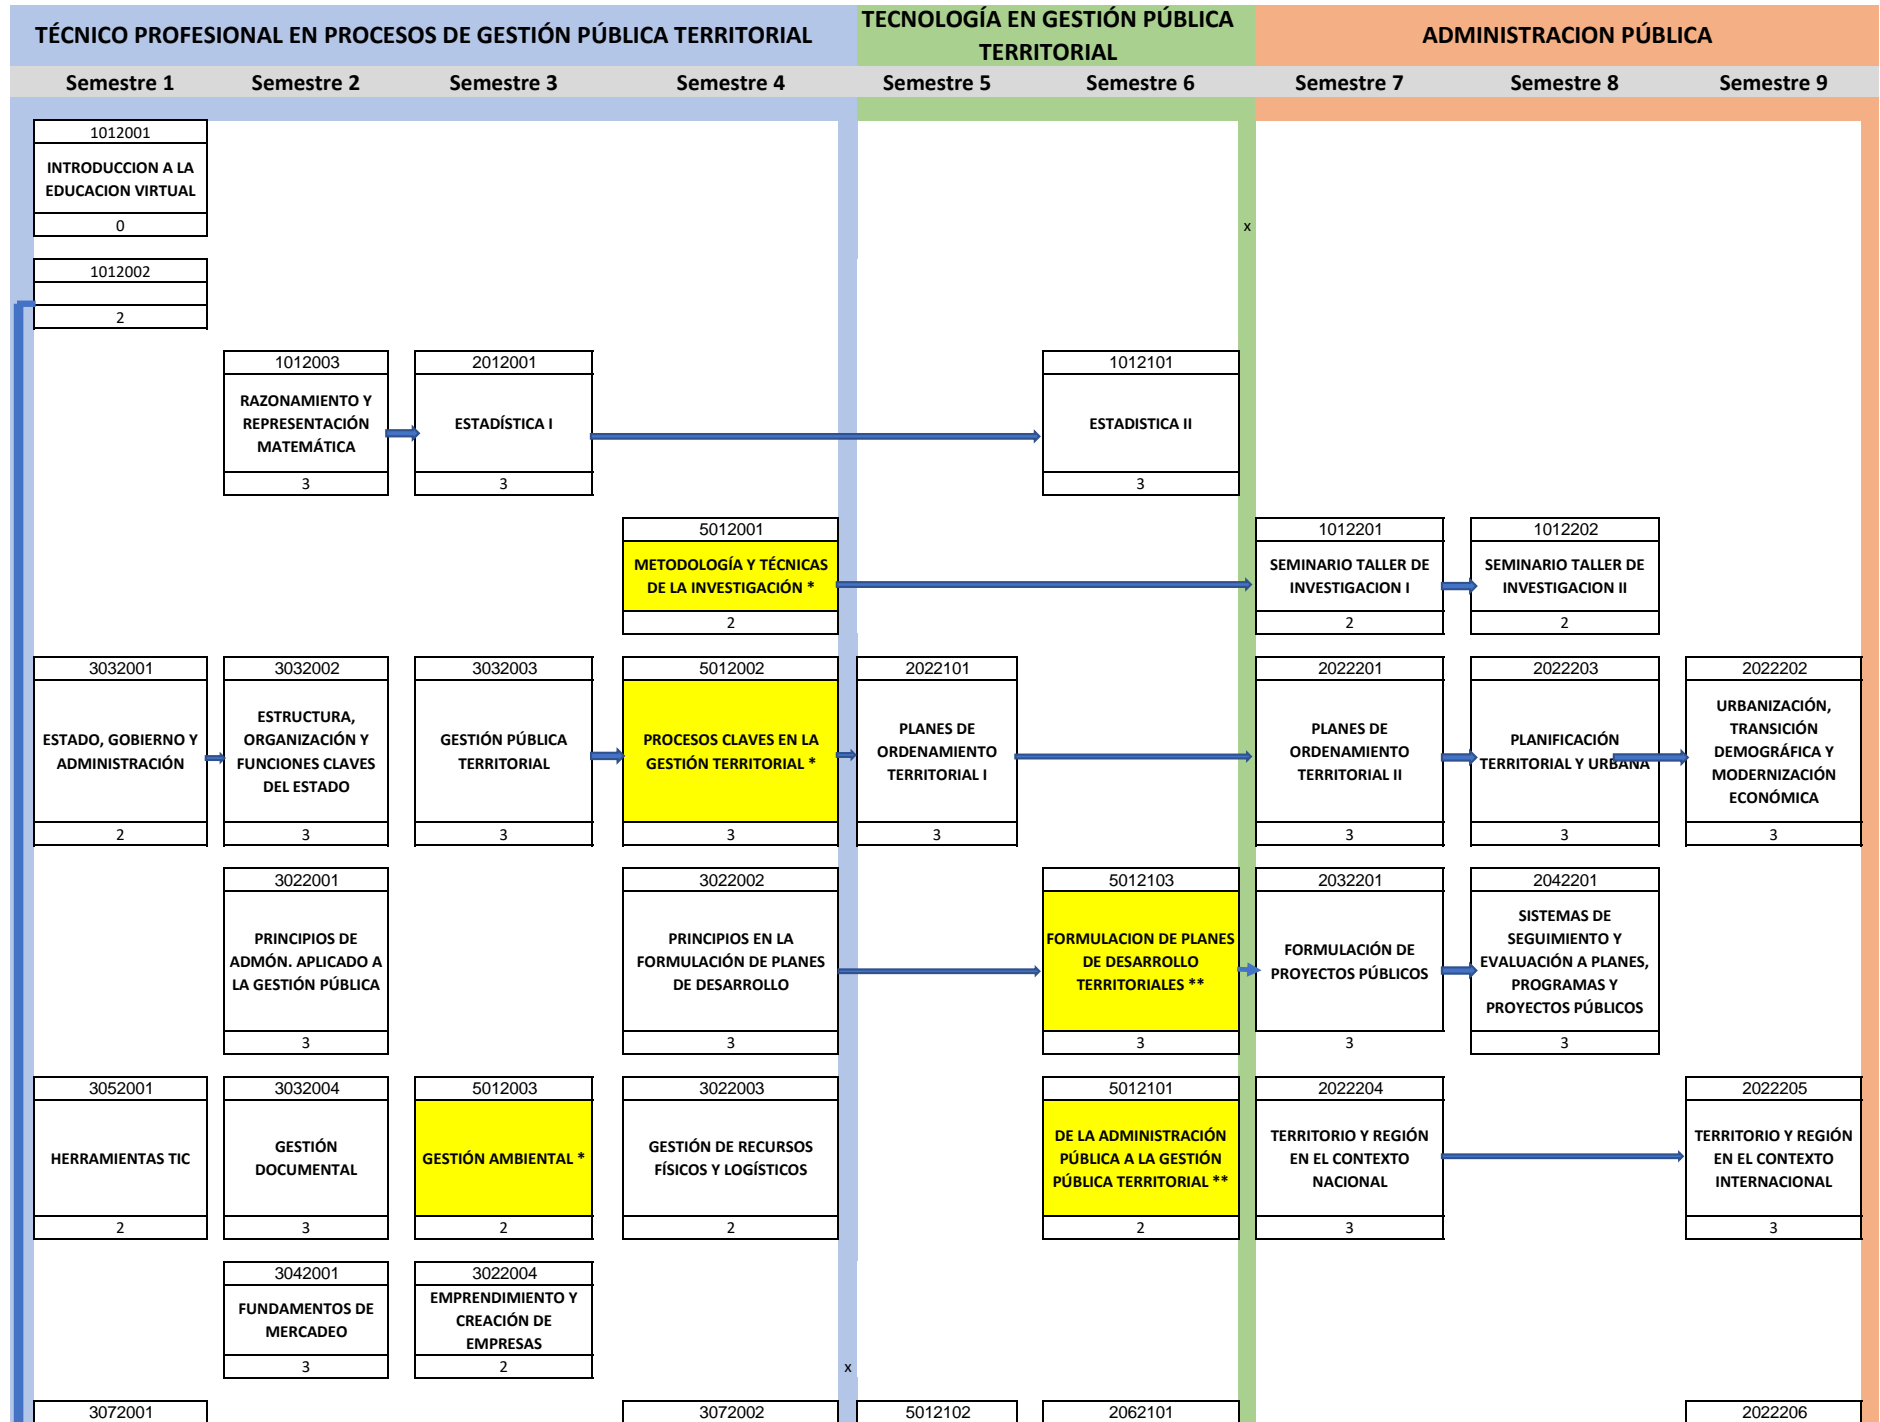 TÉCNICO PROFESIONAL EN PROCESOS DE GESTIÓN PÚBLICA TERRITORIAL
TECNOLOGÍA EN GESTIÓN PÚBLICA
TERRITORIAL
ADMINISTRACION PÚBLICA
Semestre 1
Semestre 2
Semestre 3
Semestre 4
Semestre 5
Semestre 6
Semestre 7
Semestre 8
Semestre 9
1012001
INTRODUCCION A LA
EDUCACION VIRTUAL
0
x
1012002
2
1012003
RAZONAMIENTO Y
REPRESENTACIÓN
MATEMÁTICA
3
2012001
ESTADÍSTICA I
3
1012101
ESTADISTICA II
3
5012001
METODOLOGÍA Y TÉCNICAS
DE LA INVESTIGACIÓN *
2
1012201
SEMINARIO TALLER DE
INVESTIGACION I
2
1012202
SEMINARIO TALLER DE
INVESTIGACION II
2
3032001
ESTADO, GOBIERNO Y
ADMINISTRACIÓN
2
3032002
ESTRUCTURA,
ORGANIZACIÓN Y
FUNCIONES CLAVES
DEL ESTADO
3
3032003
GESTIÓN PÚBLICA
TERRITORIAL
3
5012002
PROCESOS CLAVES EN LA
GESTIÓN TERRITORIAL *
3
2022101
PLANES DE
ORDENAMIENTO
TERRITORIAL I
3
2022201
PLANES DE
ORDENAMIENTO
TERRITORIAL II
3
2022203
PLANIFICACIÓN
TERRITORIAL Y URBANA
3
2022202
URBANIZACIÓN,
TRANSICIÓN
DEMOGRÁFICA Y
MODERNIZACIÓN
ECONÓMICA
3
3022001
PRINCIPIOS DE
ADMÓN. APLICADO A
LA GESTIÓN PÚBLICA
3
3022002
PRINCIPIOS EN LA
FORMULACIÓN DE PLANES
DE DESARROLLO
3
5012103
FORMULACION DE PLANES
DE DESARROLLO
TERRITORIALES **
3
2032201
FORMULACIÓN DE
PROYECTOS PÚBLICOS
3
2042201
SISTEMAS DE
SEGUIMIENTO Y
EVALUACIÓN A PLANES,
PROGRAMAS Y
PROYECTOS PÚBLICOS
3
3052001
HERRAMIENTAS TIC
2
3032004
GESTIÓN
DOCUMENTAL
3
5012003
GESTIÓN AMBIENTAL *
2
3022003
GESTIÓN DE RECURSOS
FÍSICOS Y LOGÍSTICOS
2
5012101
DE LA ADMINISTRACIÓN
PÚBLICA A LA GESTIÓN
PÚBLICA TERRITORIAL **
2
2022204
TERRITORIO Y REGIÓN
EN EL CONTEXTO
NACIONAL
3
2022205
TERRITORIO Y REGIÓN
EN EL CONTEXTO
INTERNACIONAL
3
3042001
FUNDAMENTOS DE
MERCADEO
3
3022004
EMPRENDIMIENTO Y
CREACIÓN DE
EMPRESAS
2
x
3072001
3072002
5012102
2062101
2022206